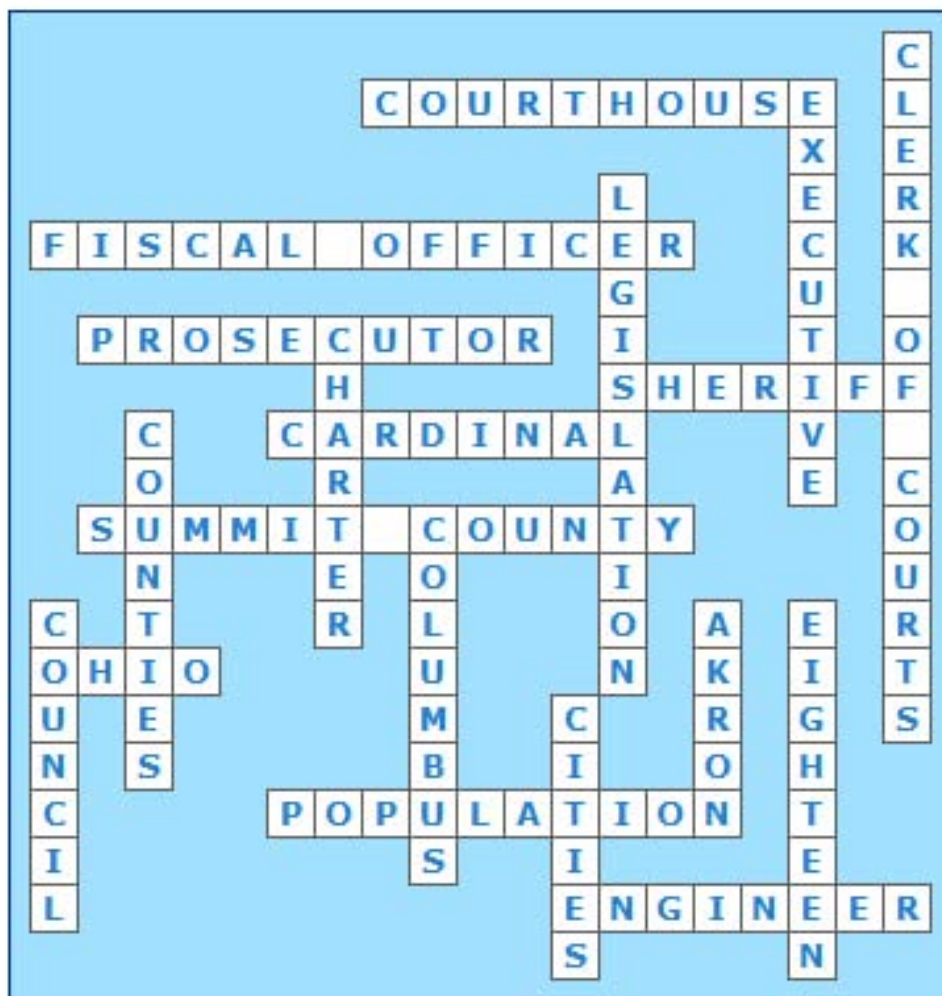 COURTHOUSE
FISCAL OFFICER
PROSECUTOR
SHERIFF
CARDINAL
SUMMIT COUNTY
OHIO
POPULATION
ENGINEER
CLERK OF COURTS
EXECUTIVE
LEGISLATION
CHARTER
COUNTIES
COLUMBUS
COUNCIL
AKRON
EIGHTEEN
CITIES